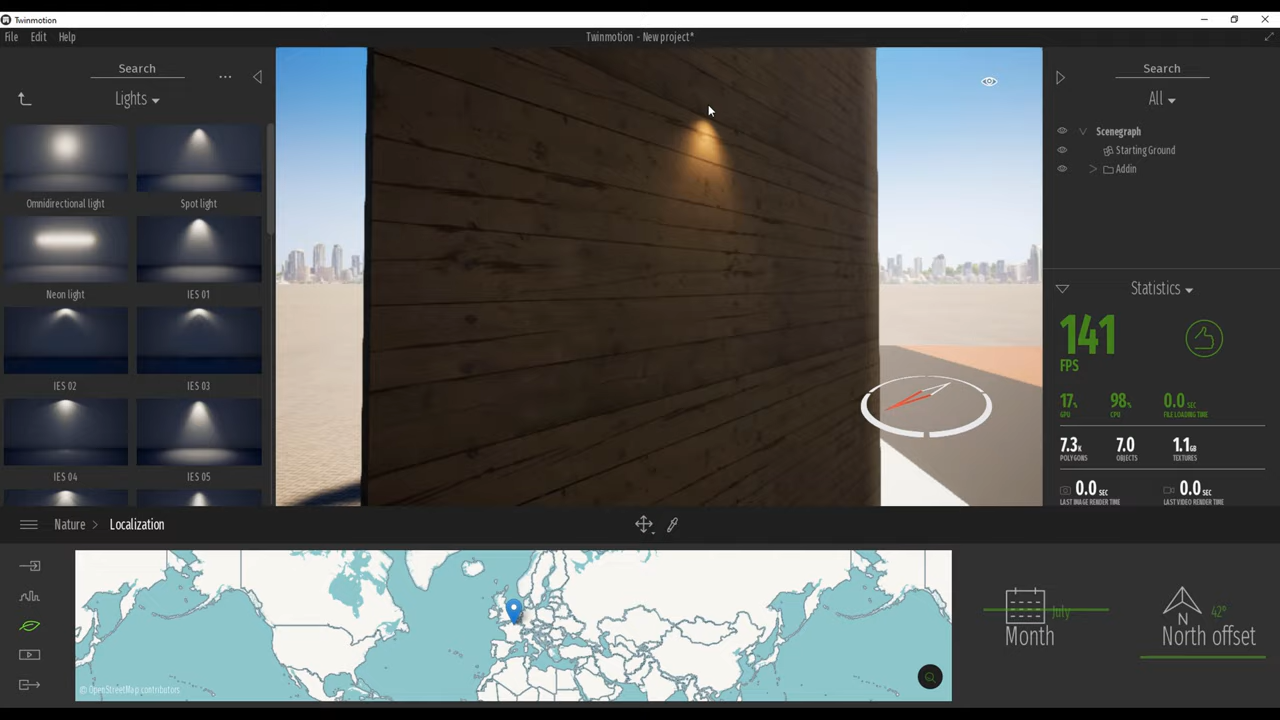 Twinmotion
File Edit Help
Twinmotion - New project*
Search
...
Lights
Omnidirectional light
Spot light
Neon light
IES 01
IES 02
IES 03
IES 04
IES 05
Search
All
Scenegraph
Starting Ground
Addin
Statistics
141
FPS
17% 98% 0.0 SEC
GPU CPU FILE LOADING TIME
7.3K 7.0 1.1GB
POLYGONS OBJECTS TEXTURES
0.0 SEC 0.0 SEC
LAST IMAGE RENDER TIME LAST VIDEO RENDER TIME
Nature > Localization
© OpenStreetMap contributors
July
Month
N 42°
North offset